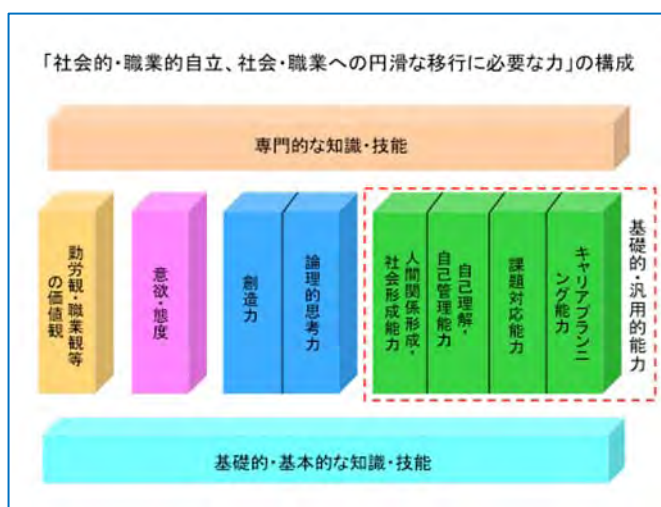 「社会的・職業的自立、社会・職業への円滑な移行に必要な力」の構成
専門的な知識・技能
勤労観・職業観等
の価値観
意欲・態度
創造力
論理的思考力
人間関係形成・
社会形成能力
自己理解・
自己管理能力
課題対応能力
キャリアプランニ
ング能力
基礎的・汎用的能力
基礎的・基本的な知識・技能